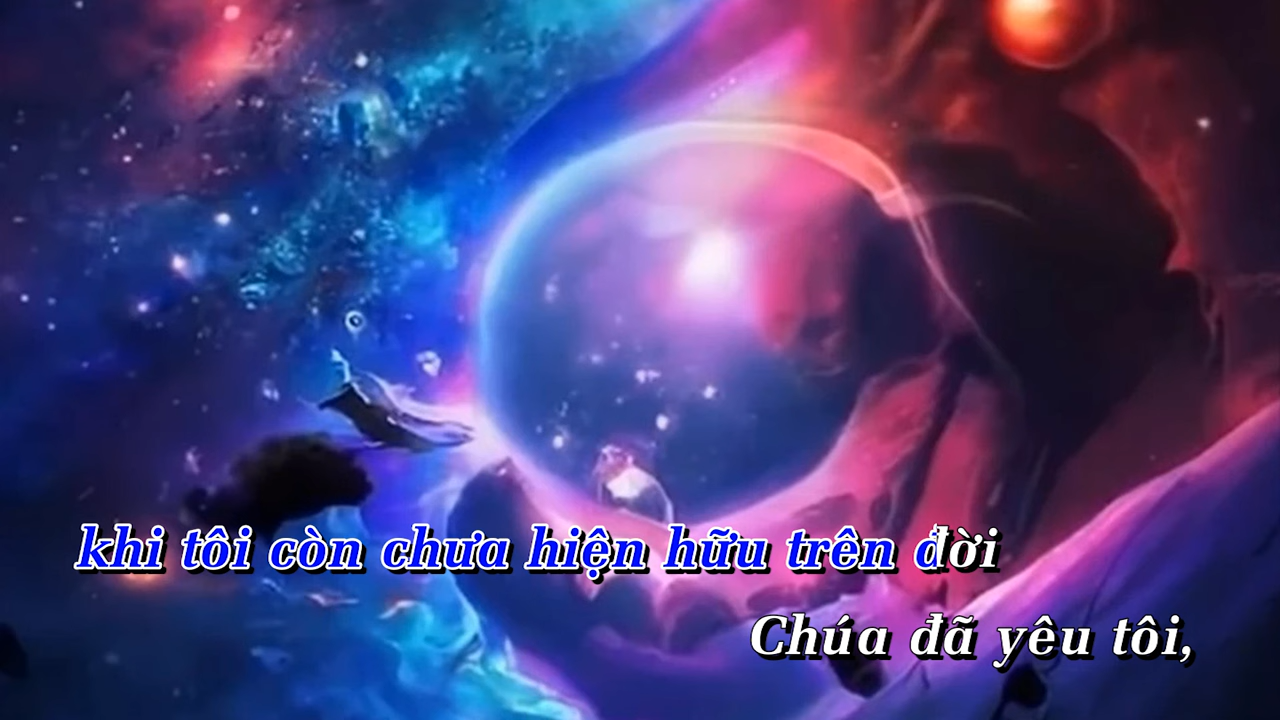 khi tôi còn chưa hiện hữu trên đời
Chúa đã yêu tôi,